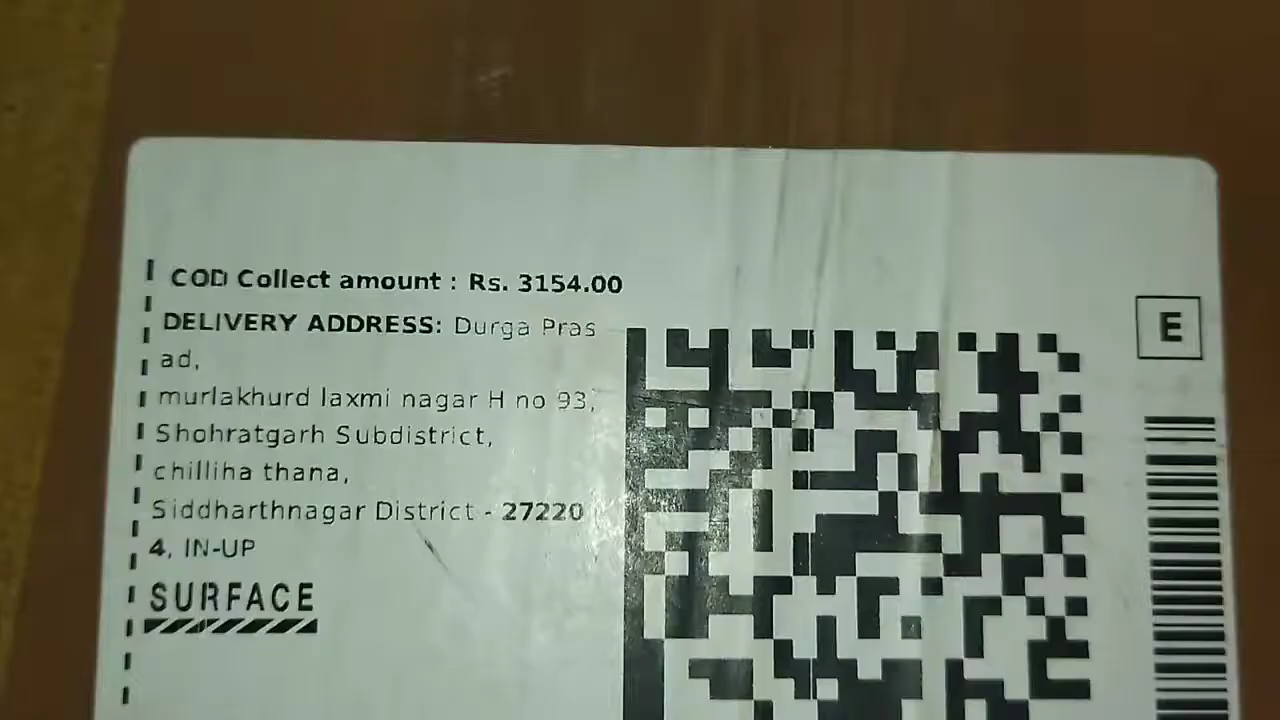 COD Collect amount : Rs. 3154.00
DELIVERY ADDRESS: Durga Pras
ad,
murlakhurd laxmi nagar H no 93,
Shohratgarh Subdistrict,
chilliha thana,
Siddharthnagar District - 27220
4, IN-UP
SURFACE
E